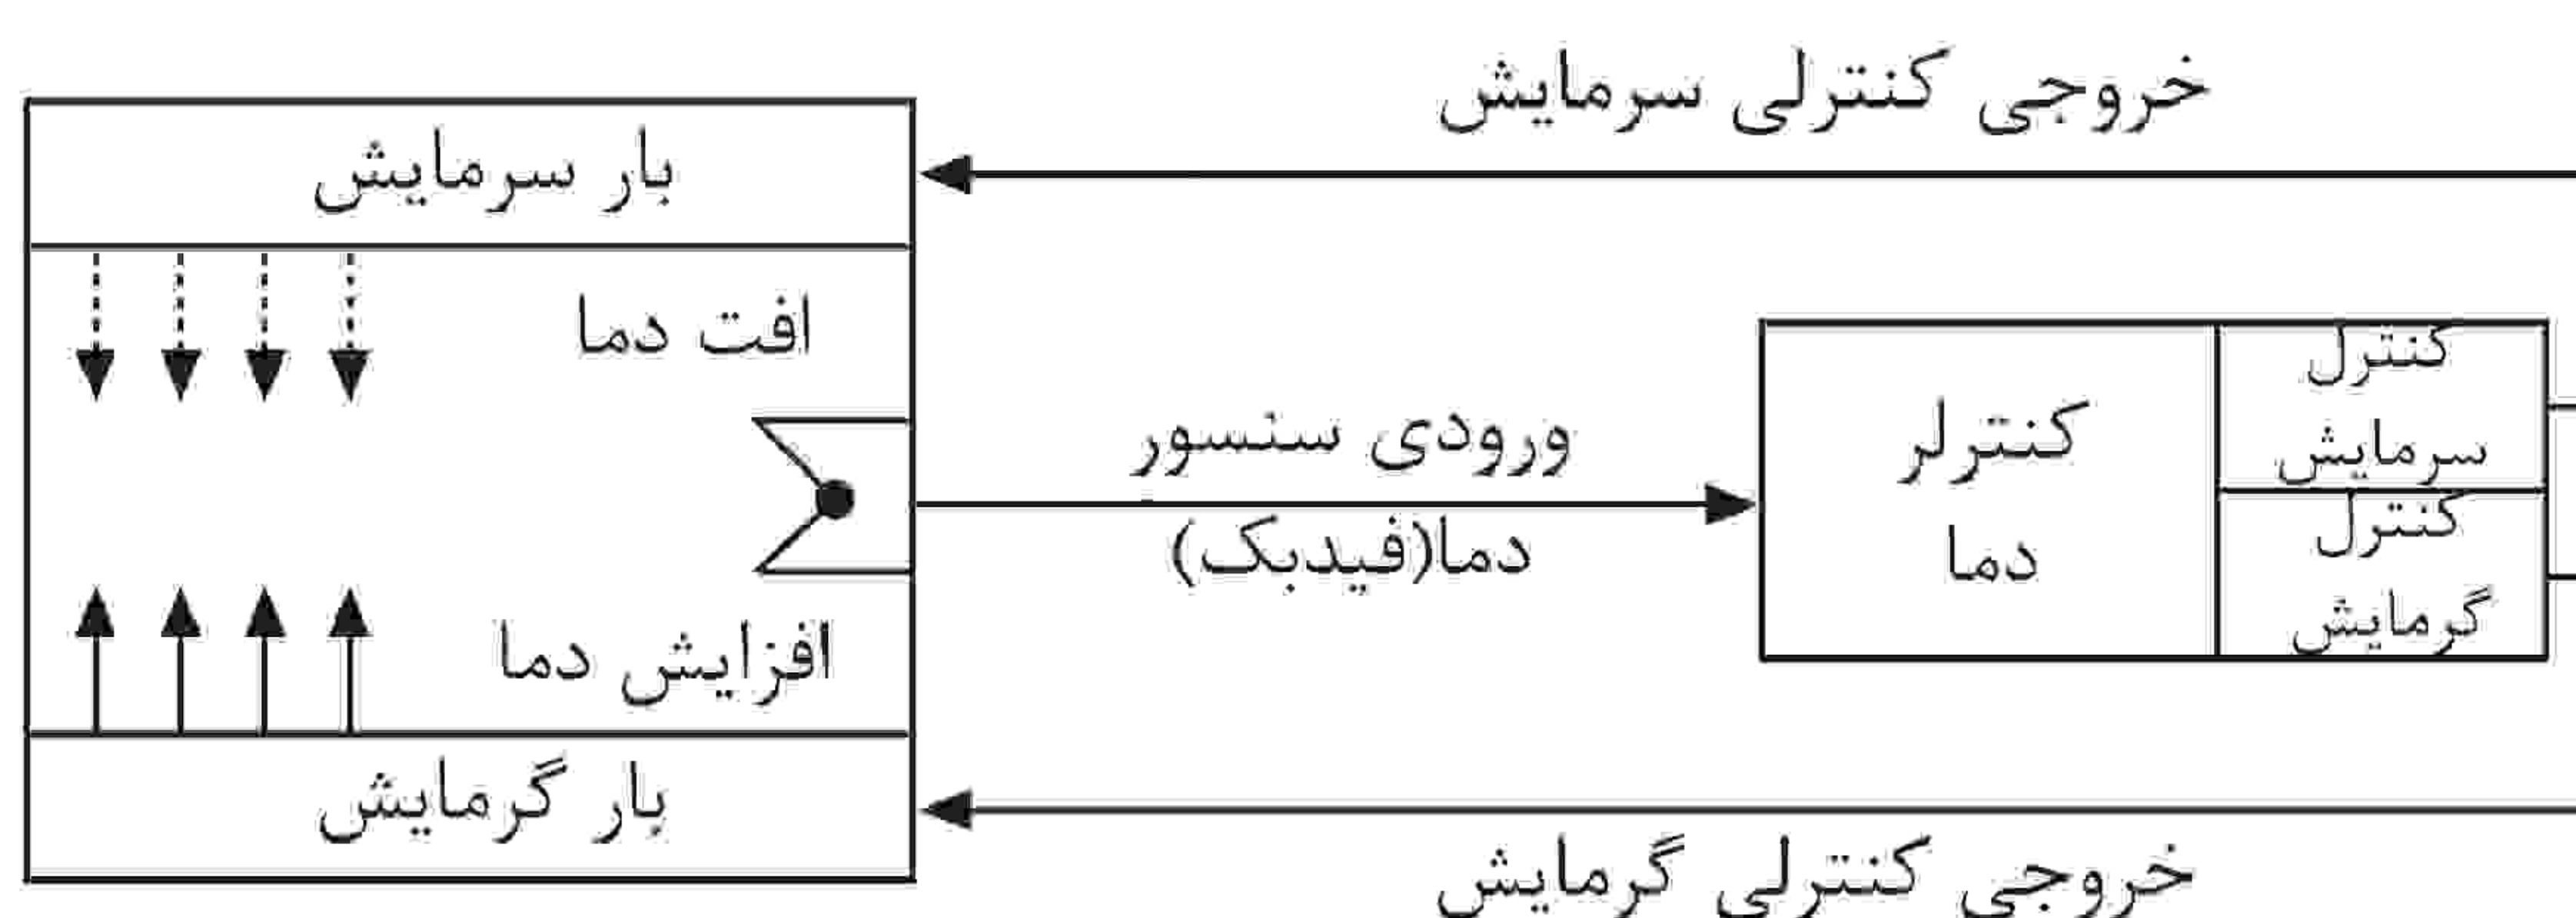 خروجی کنترلی سرمایش
بار سرمایش
افت دما
کنترل
سرمایش
ورودی سنسور
کنترلر
دما
کنترل
گرمایش
دما(فیدبک)
افزایش دما
بار گرمایش
خروجی کنترلی گرمایش